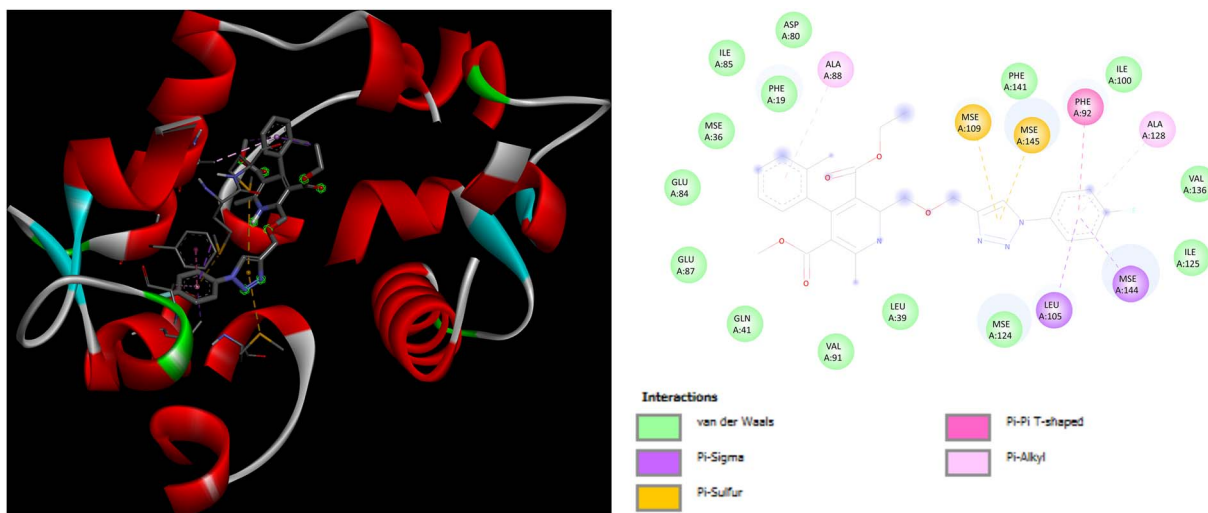 ASP
A:80
ILE
A:85
ALA
A:88
PHE
A:19
PHE
A:141
ILE
A:100
MSE
A:109
MSE
A:145
PHE
A:92
ALA
A:128
MSE
A:36
GLU
A:84
VAL
A:136
GLU
A:87
ILE
A:125
MSE
A:144
LEU
A:39
LEU
A:105
GLN
A:41
MSE
A:124
VAL
A:91
O
O
O
N
N
N
O
O
N
Interactions
van der Waals
Pi-Sigma
Pi-Sulfur
Pi-Pi T-shaped
Pi-Alkyl